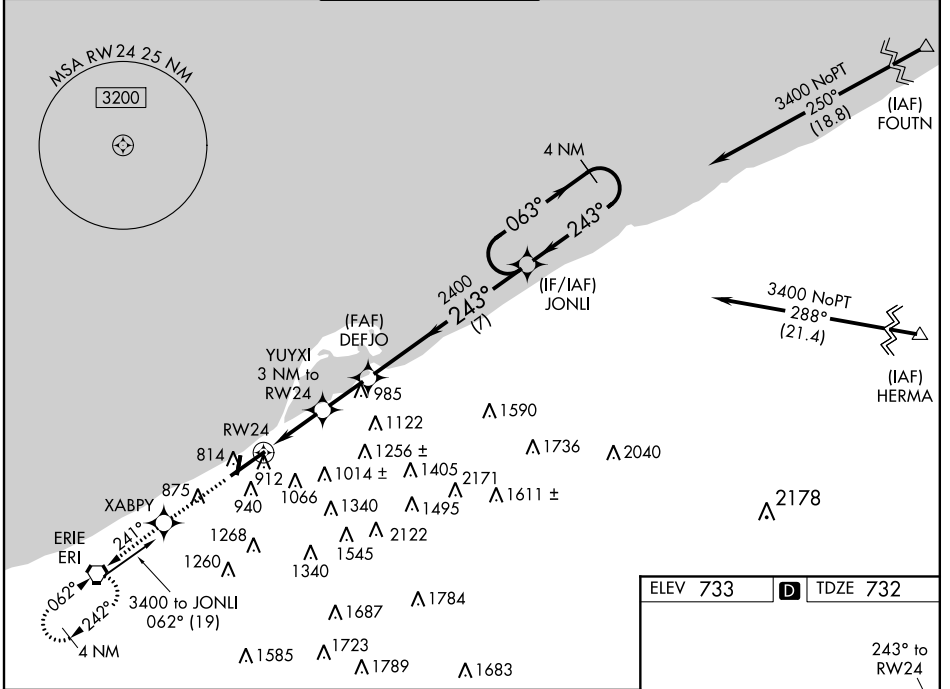 MSA RW24 25 NM
3200
3400 NoPT
250°
(18.8)
(IAF)
FOUTN
4 NM
063°
243°
(IF/IAF)
JONLI
2400
243°
(7)
3400 NoPT
288°
(21.4)
(IAF)
HERMA
(FAF)
DEFJO
YUYXI
3 NM to
RW24
985
1122
1590
RW24
814
1256 ±
1736
2040
912
1014 ±
1405
2171
875
940
1066
1340
1495
1611 ±
2178
XABPY
241°
ERIE
ERI
1268
1545
2122
1260
1340
062°
242°
3400 to JONLI
062° (19)
4 NM
1687
1784
1585
1723
1789
1683
ELEV 733
D
TDZE 732
243° to
RW24